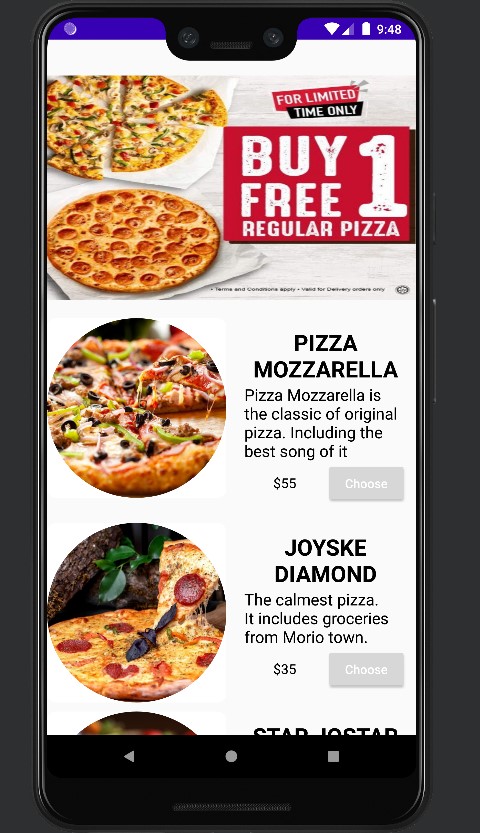 9:48
FOR LIMITED
TIME ONLY
BUY 1
FREE
REGULAR PIZZA
• Terms and Conditions apply • Valid for Delivery orders only
PIZZA
MOZZARELLA
Pizza Mozzarella is
the classic of original
pizza. Including the
best song of it
$55
Choose
JOYSKE
DIAMOND
The calmest pizza.
It includes groceries
from Morio town.
$35
Choose
STAR JOSTAR